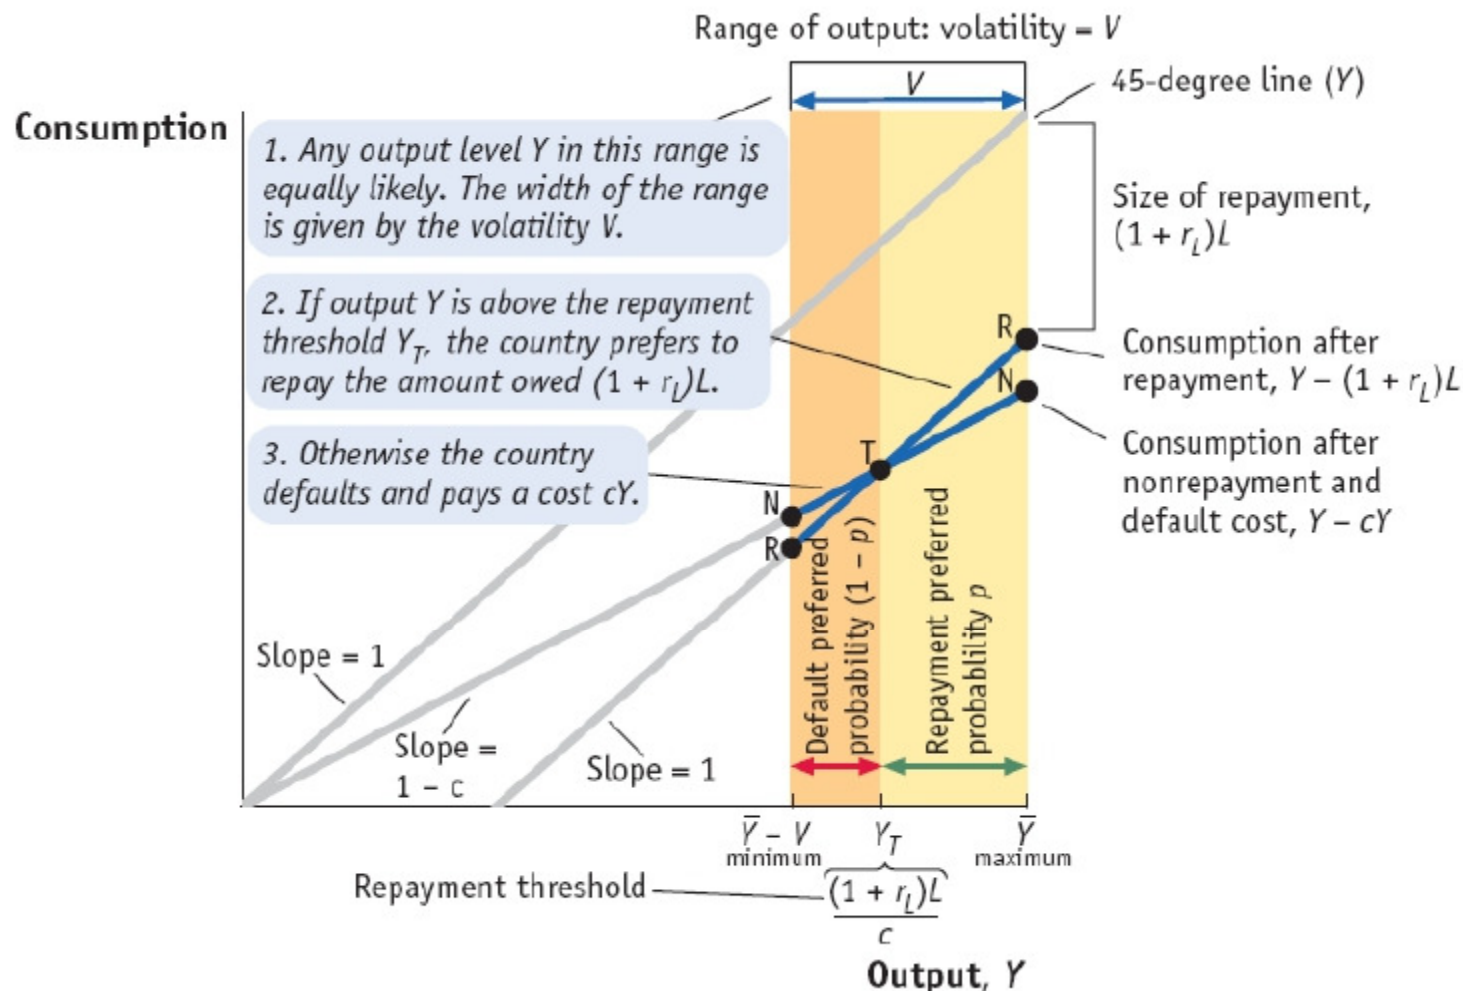 Range of output: volatility = V
V
45-degree line (Y)
Consumption
1. Any output level Y in this range is
equally likely. The width of the range
is given by the volatility V.
Size of repayment,
(1 + r_L)L
2. If output Y is above the repayment
threshold Y_T, the country prefers to
repay the amount owed (1 + r_L)L.
R
N
Consumption after
repayment, Y – (1 + r_L)L
3. Otherwise the country
defaults and pays a cost cY.
T
N
R
Consumption after
nonrepayment and
default cost, Y – cY
Default preferred
probability (1 – p)
Repayment preferred
probablility p
Slope = 1
Slope =
1 – c
Slope = 1
Ȳ – V
minimum
Y_T
Ȳ
maximum
Repayment threshold
(1 + r_L)L
c
Output, Y